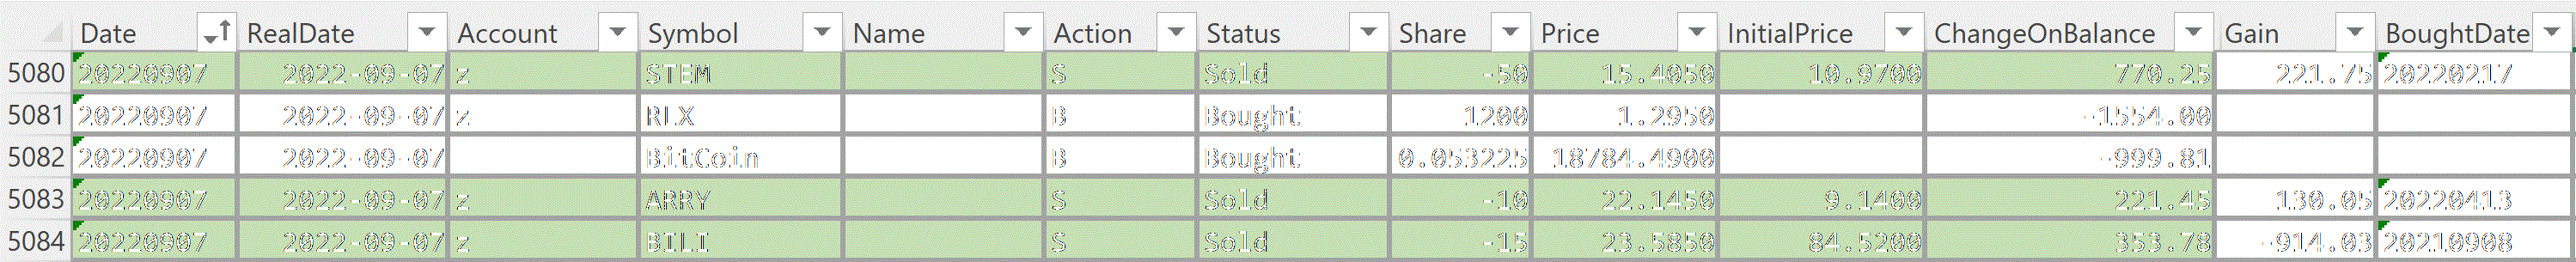 Date RealDate Account Symbol Name Action Status Share Price InitialPrice ChangeOnBalance Gain BoughtDate
5080 20220907 2022-09-07 z STEM S Sold -50 15.4050 10.9700 770.25 221.75 20220217
5081 20220907 2022-09-07 z RLX B Bought 1200 1.2950 -1554.00
5082 20220907 2022-09-07 BitCoin B Bought 0.053225 18784.4900 -999.81
5083 20220907 2022-09-07 z ARRY S Sold -10 22.1450 9.1400 221.45 130.05 20220413
5084 20220907 2022-09-07 z BILI S Sold -15 23.5850 84.5200 353.78 -914.03 20210908